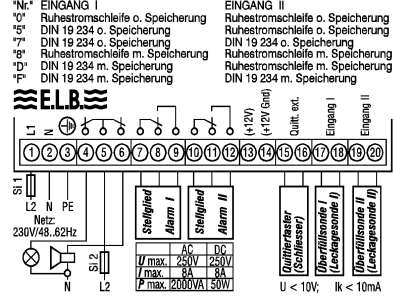 "Nr." EINGANG I EINGANG II
"0" Ruhestromschleife o. Speicherung Ruhestromschleife o. Speicherung
"5" DIN 19 234 o. Speicherung Ruhestromschleife o. Speicherung
"7" DIN 19 234 o. Speicherung DIN 19 234 o. Speicherung
"8" Ruhestromschleife m. Speicherung Ruhestromschleife m. Speicherung
"D" DIN 19 234 m. Speicherung Ruhestromschleife m. Speicherung
"F" DIN 19 234 m. Speicherung DIN 19 234 m. Speicherung
E.L.B.
L1 N (+12V) (+12V Gnd) Quitt. ext. Eingang I Eingang II
1 2 3 4 5 6 7 8 9 10 11 12 13 14 15 16 17 18 19 20
Si 1
L2 N PE
Netz:
230V/48..62Hz
N
Si 2
L2
Stellglied
Alarm I
Stellglied
Alarm II
AC DC
U max. 250V 250V
I max. 8A 8A
P max. 2000VA 50W
Quittiertaster
(Schliesser)
Überfüllsonde I
(Leckagesonde I)
Überfüllsonde II
(Leckagesonde II)
U < 10V; Ik < 10mA